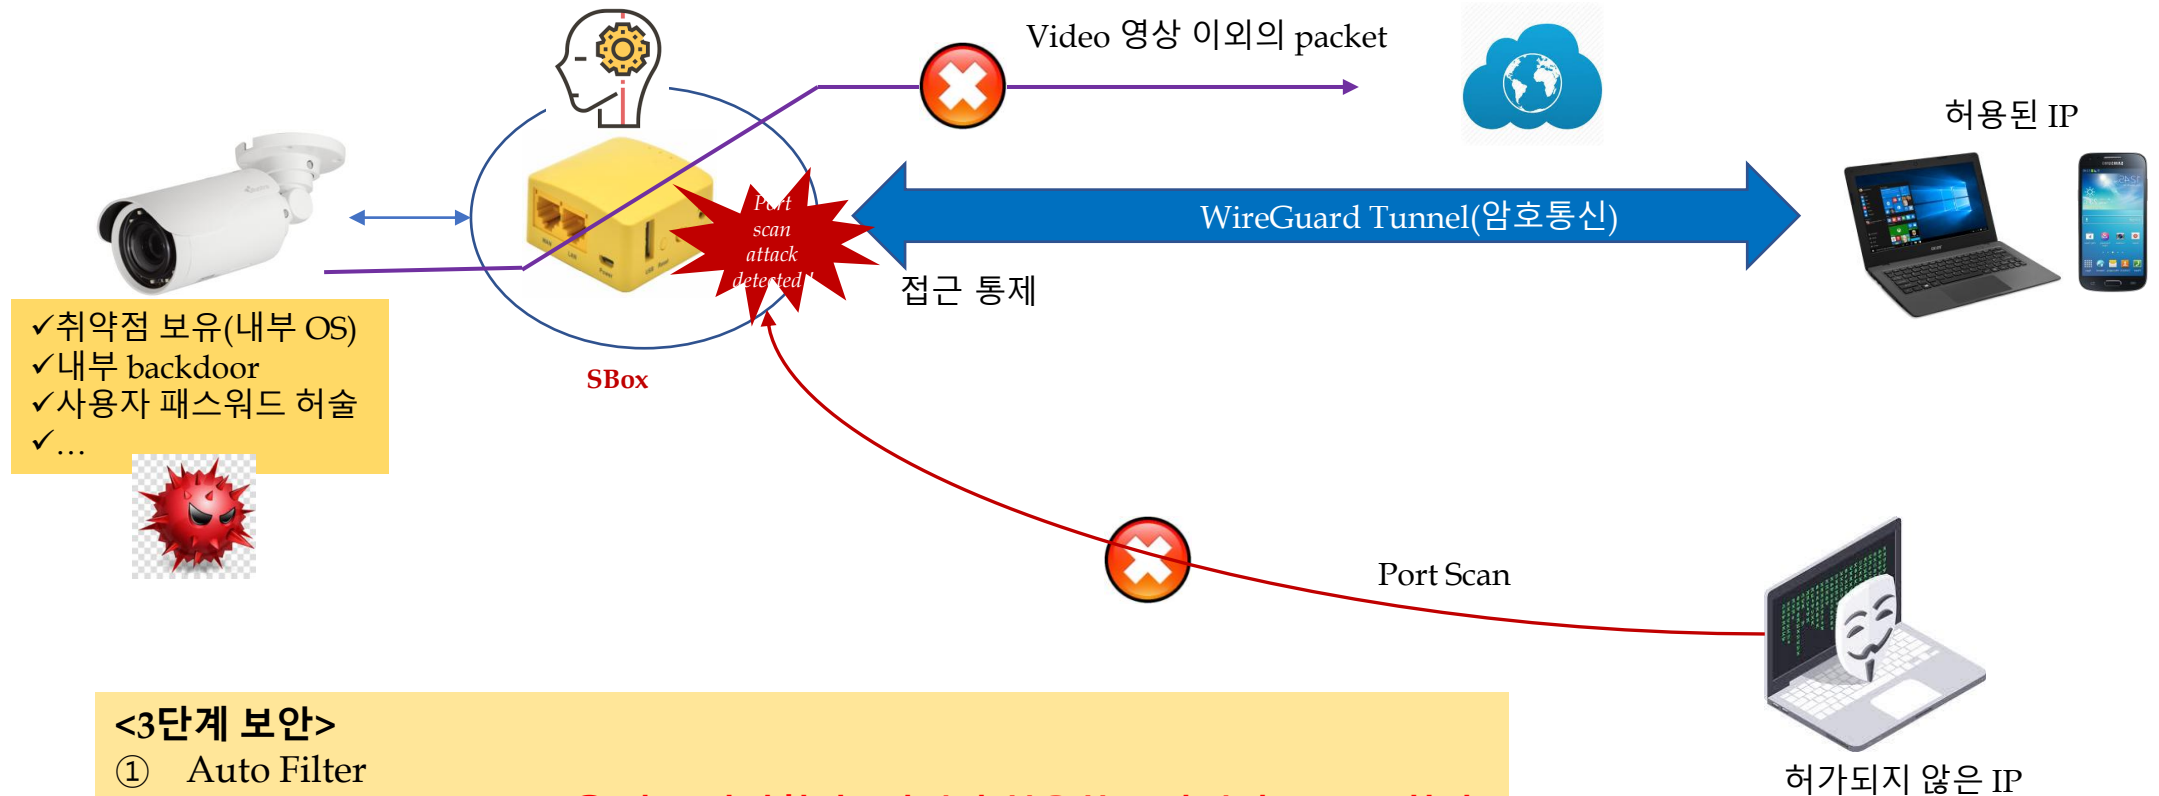 Video 영상 이외의 packet
허용된 IP
Port
scan
attack
detected!
WireGuard Tunnel(암호통신)
접근 통제
✓취약점 보유(내부 OS)
✓내부 backdoor
✓사용자 패스워드 허술
✓…
SBox
Port Scan
<3단계 보안>
① Auto Filter
허가되지 않은 IP